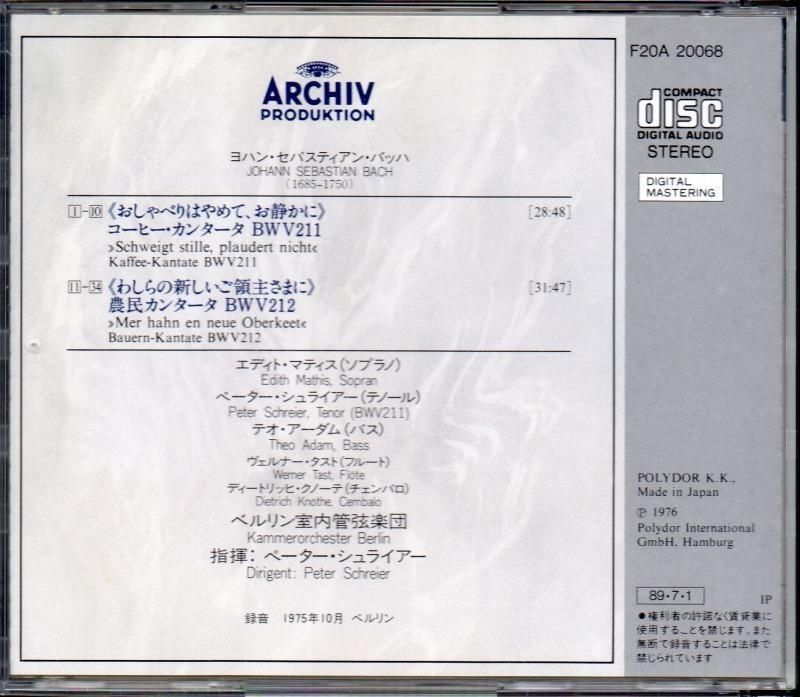 ARCHIV
PRODUKTION
ヨハン・セバスティアン・バッハ
JOHANN SEBASTIAN BACH
(1685-1750)
1-10《おしゃべりはやめて、お静かに》 [28:48]
コーヒー・カンタータ BWV211
»Schweigt stille, plaudert nicht«
Kaffee-Kantate BWV211
11-34《わしらの新しいご領主さまに》 [31:47]
農民カンタータ BWV212
»Mer hahn en neue Oberkeet«
Bauern-Kantate BWV212
エディト・マティス(ソプラノ)
Edith Mathis, Sopran
ペーター・シュライアー(テノール)
Peter Schreier, Tenor (BWV211)
テオ・アーダム(バス)
Theo Adam, Bass
ヴェルナー・タスト(フルート)
Werner Tast, Flöte
ディートリッヒ・クノーテ(チェンバロ)
Dietrich Knothe, Cembalo
ベルリン室内管弦楽団
Kammerorchester Berlin
指揮: ペーター・シュライアー
Dirigent: Peter Schreier
録音 1975年10月 ベルリン
F20A 20068
COMPACT
disc
DIGITAL AUDIO
STEREO
DIGITAL
MASTERING
POLYDOR K.K.,
Made in Japan
Ⓟ 1976
Polydor International
GmbH, Hamburg
89・7・1
IP
●権利者の許諾なく賃貸業に
使用することを禁じます。また
無断で録音することは法律で
禁じられています